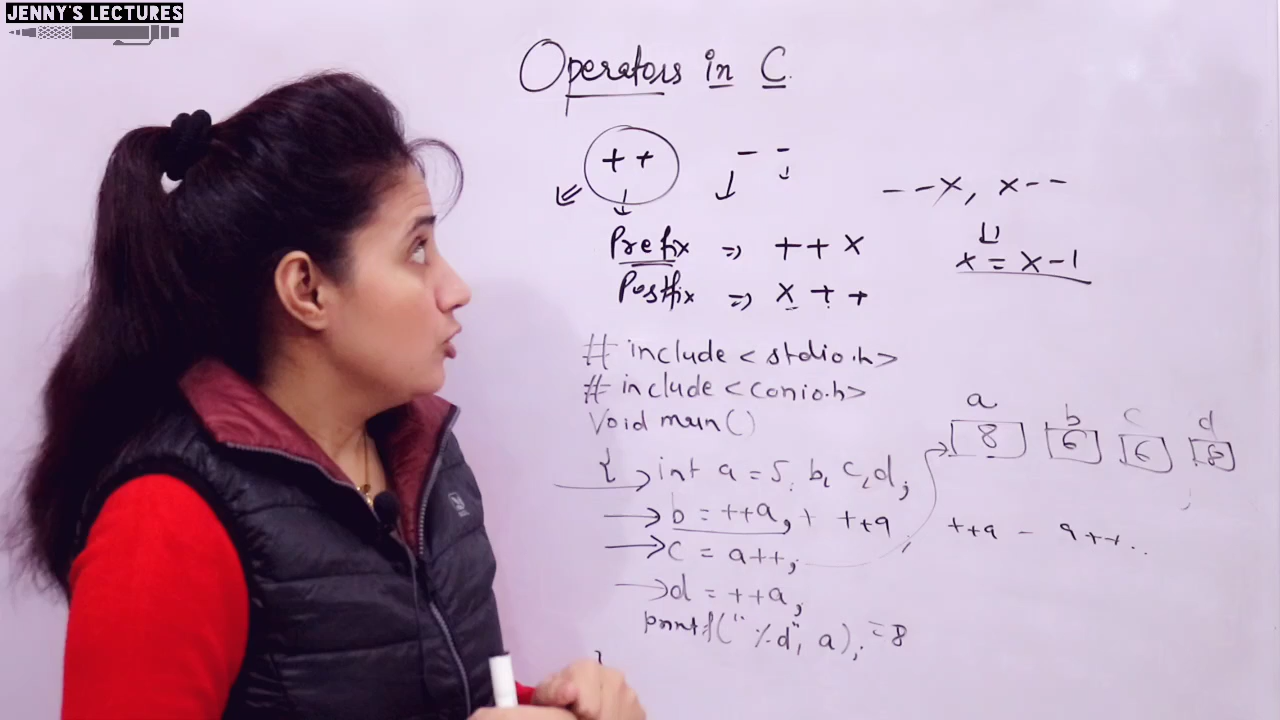 JENNY'S LECTURES
Operators in C
++ --
--x, x--
Prefix => ++x
x = x-1
Postfix => x++
# include < stdio.h>
# include < conio.h>
Void main()
a b c d
8 6 6 8
{ int a = 5, b, c, d;
b = ++a, + ++a ; ++a - a++..
c = a++;
d = ++a,
printf(" %d", a); = 8
}